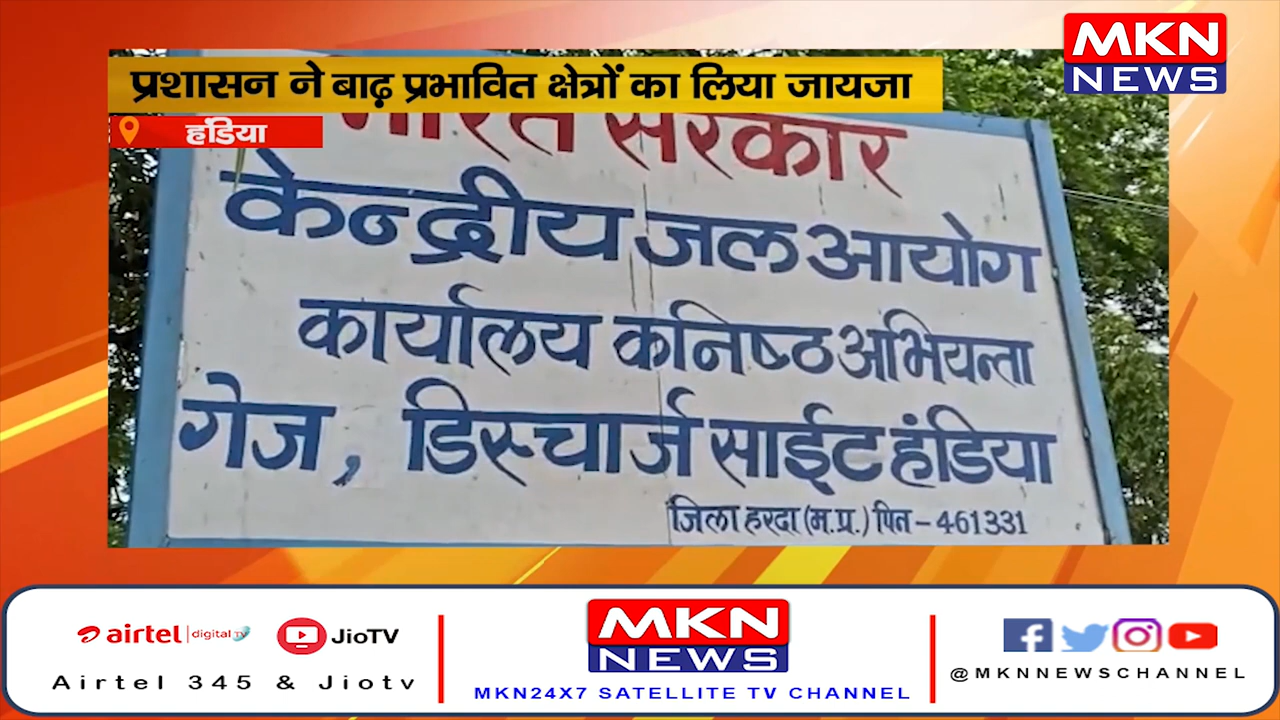 MKN
NEWS
प्रशासन ने बाढ़ प्रभावित क्षेत्रों का लिया जायजा
हंडिया
भारत सरकार
केन्द्रीय जल आयोग
कार्यालय कनिष्ठ अभियन्ता
गेज, डिस्चार्ज साईट हंडिया
जिला हरदा (म.प्र.) पिन - 461331
airtel digital TV
JioTV
Airtel 345 & Jiotv
MKN
NEWS
MKN24X7 SATELLITE TV CHANNEL
@MKNNEWSCHANNEL